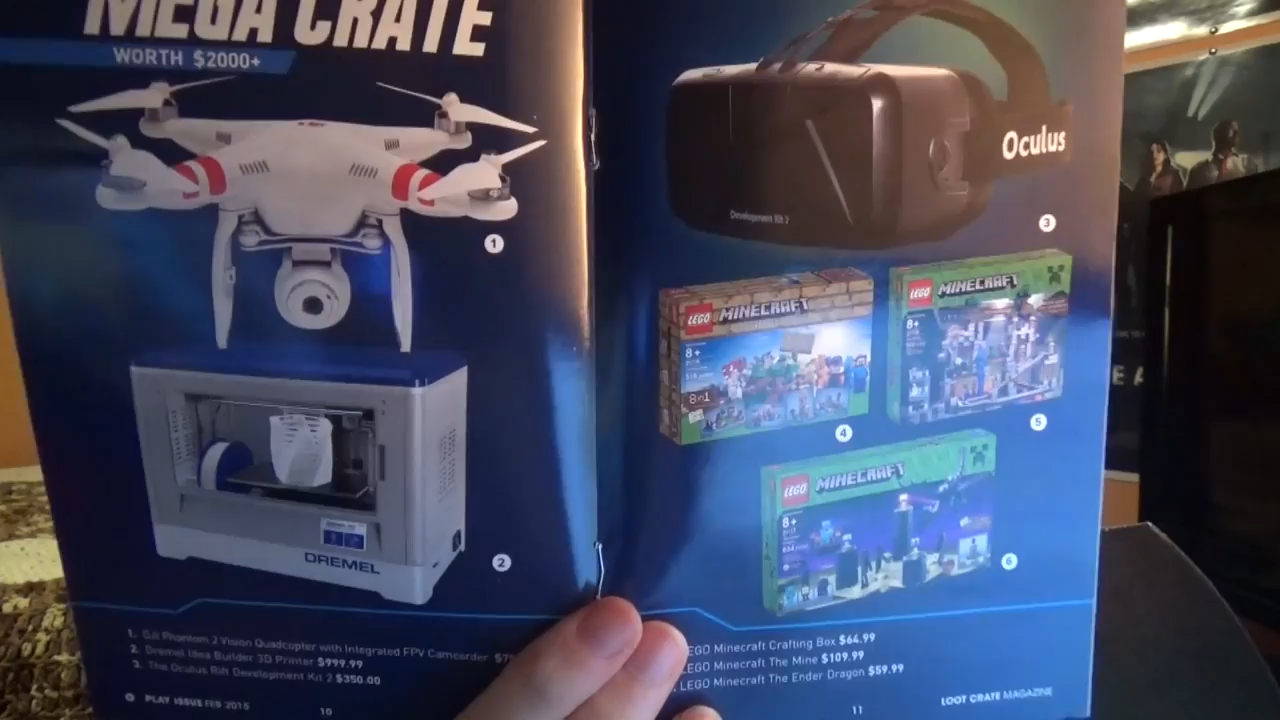 MEGA CRATE
WORTH $2000+
1
DREMEL
2
1. DJI Phantom 2 Vision Quadcopter with Integrated FPV Camcorder
2. Dremel Idea Builder 3D Printer $999.99
3. The Oculus Rift Development Kit 2 $350.00
PLAY ISSUE FEB 2015
10
Oculus
Development Kit 2
3
LEGO MINECRAFT
8+
8in1
4
LEGO MINECRAFT
8+
5
LEGO MINECRAFT
8+
6
LEGO Minecraft Crafting Box $64.99
LEGO Minecraft The Mine $109.99
LEGO Minecraft The Ender Dragon $59.99
11
LOOT CRATE MAGAZINE